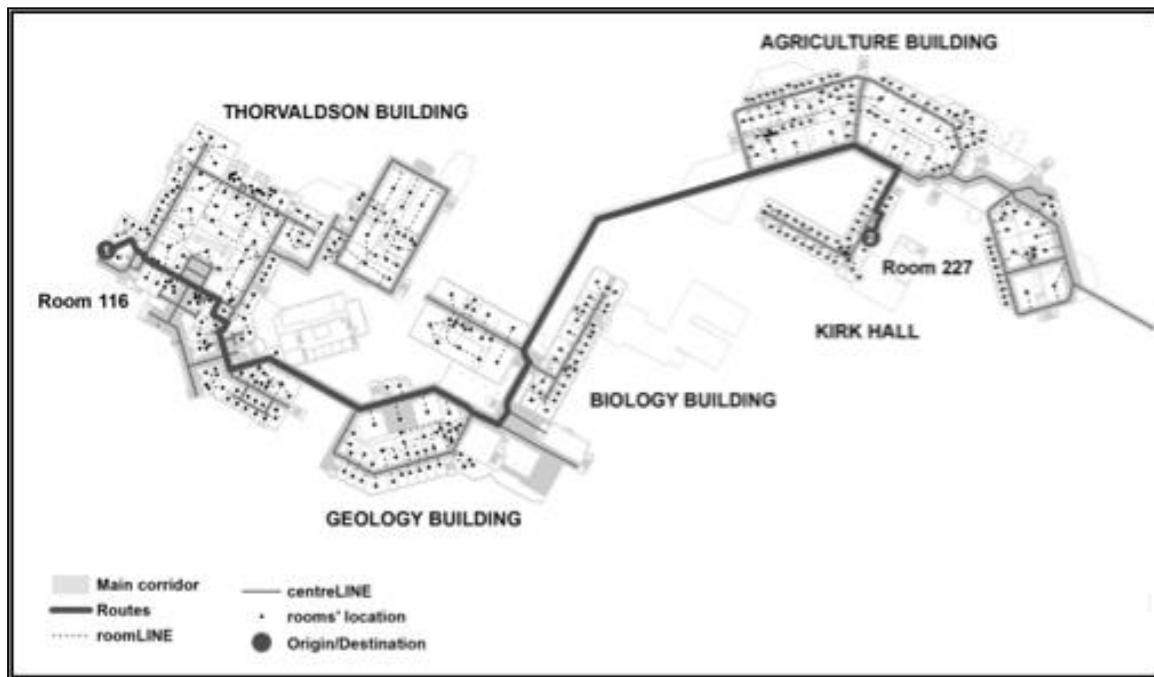 AGRICULTURE BUILDING
THORVALDSON BUILDING
Room 116
Room 227
KIRK HALL
BIOLOGY BUILDING
GEOLOGY BUILDING
Main corridor
Routes
roomLINE
centreLINE
rooms' location
Origin/Destination